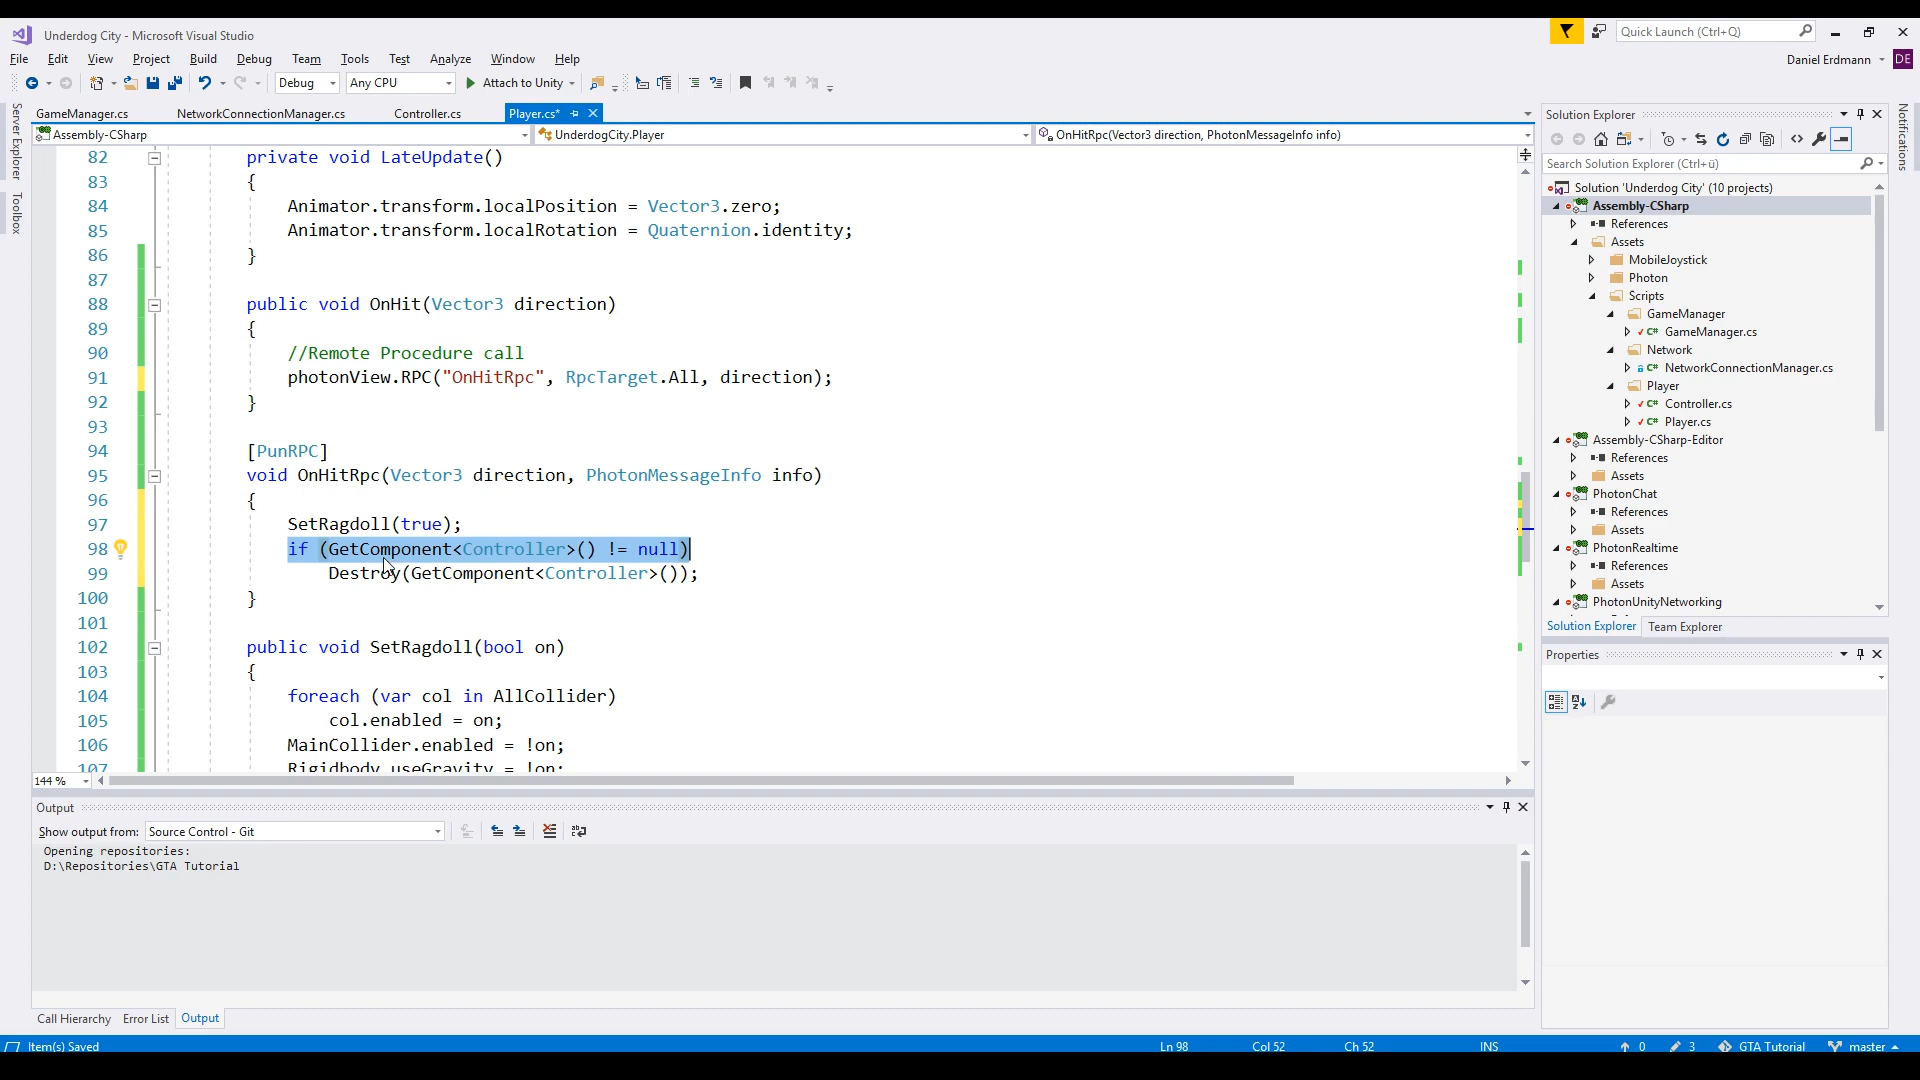 Underdog City - Microsoft Visual Studio
Quick Launch (Ctrl+Q)
File Edit View Project Build Debug Team Tools Test Analyze Window Help
Daniel Erdmann DE
Debug Any CPU Attach to Unity
GameManager.cs NetworkConnectionManager.cs Controller.cs Player.cs*
Assembly-CSharp UnderdogCity.Player OnHitRpc(Vector3 direction, PhotonMessageInfo info)
Server Explorer
Toolbox
82 private void LateUpdate()
83 {
84 Animator.transform.localPosition = Vector3.zero;
85 Animator.transform.localRotation = Quaternion.identity;
86 }
87
88 public void OnHit(Vector3 direction)
89 {
90 //Remote Procedure call
91 photonView.RPC("OnHitRpc", RpcTarget.All, direction);
92 }
93
94 [PunRPC]
95 void OnHitRpc(Vector3 direction, PhotonMessageInfo info)
96 {
97 SetRagdoll(true);
98 if (GetComponent<Controller>() != null)
99 Destroy(GetComponent<Controller>());
100 }
101
102 public void SetRagdoll(bool on)
103 {
104 foreach (var col in AllCollider)
105 col.enabled = on;
106 MainCollider.enabled = !on;
107 Rigidbody.useGravity = !on;
144 %
Output
Show output from: Source Control - Git
Opening repositories:
D:\Repositories\GTA Tutorial
Call Hierarchy Error List Output
Solution Explorer
Search Solution Explorer (Ctrl+ü)
Solution 'Underdog City' (10 projects)
Assembly-CSharp
References
Assets
MobileJoystick
Photon
Scripts
GameManager
GameManager.cs
Network
NetworkConnectionManager.cs
Player
Controller.cs
Player.cs
Assembly-CSharp-Editor
References
Assets
PhotonChat
References
Assets
PhotonRealtime
References
Assets
PhotonUnityNetworking
Solution Explorer Team Explorer
Properties
Notifications
Item(s) Saved Ln 98 Col 52 Ch 52 INS 0 3 GTA Tutorial master